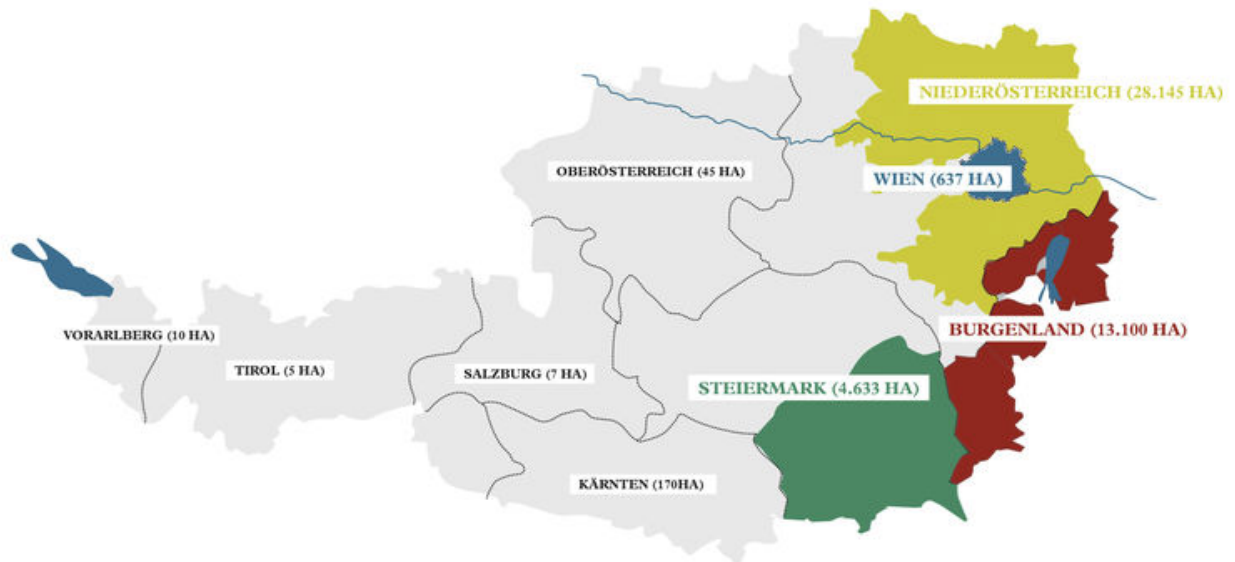 NIEDERÖSTERREICH (28.145 HA)
OBERÖSTERREICH (45 HA)
WIEN (637 HA)
BURGENLAND (13.100 HA)
VORARLBERG (10 HA)
TIROL (5 HA)
SALZBURG (7 HA)
STEIERMARK (4.633 HA)
KÄRNTEN (170HA)